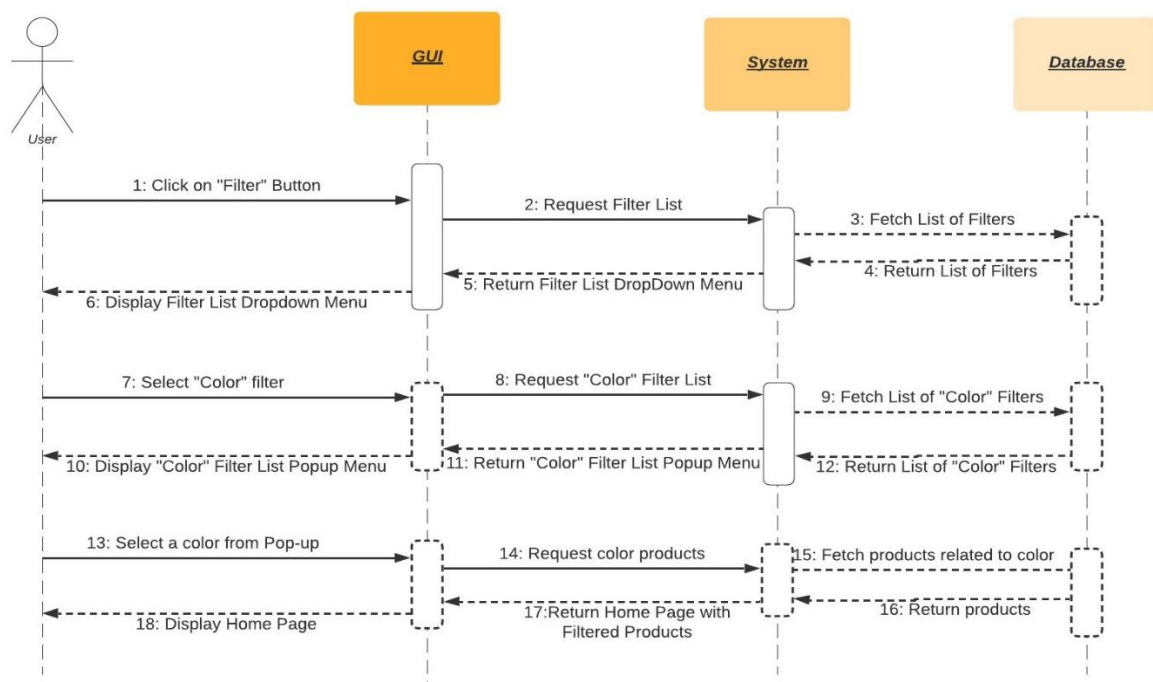 GUI
System
Database
User
1: Click on "Filter" Button
2: Request Filter List
3: Fetch List of Filters
4: Return List of Filters
5: Return Filter List DropDown Menu
6: Display Filter List Dropdown Menu
7: Select "Color" filter
8: Request "Color" Filter List
9: Fetch List of "Color" Filters
10: Display "Color" Filter List Popup Menu
11: Return "Color" Filter List Popup Menu
12: Return List of "Color" Filters
13: Select a color from Pop-up
14: Request color products
15: Fetch products related to color
16: Return products
17:Return Home Page with
Filtered Products
18: Display Home Page